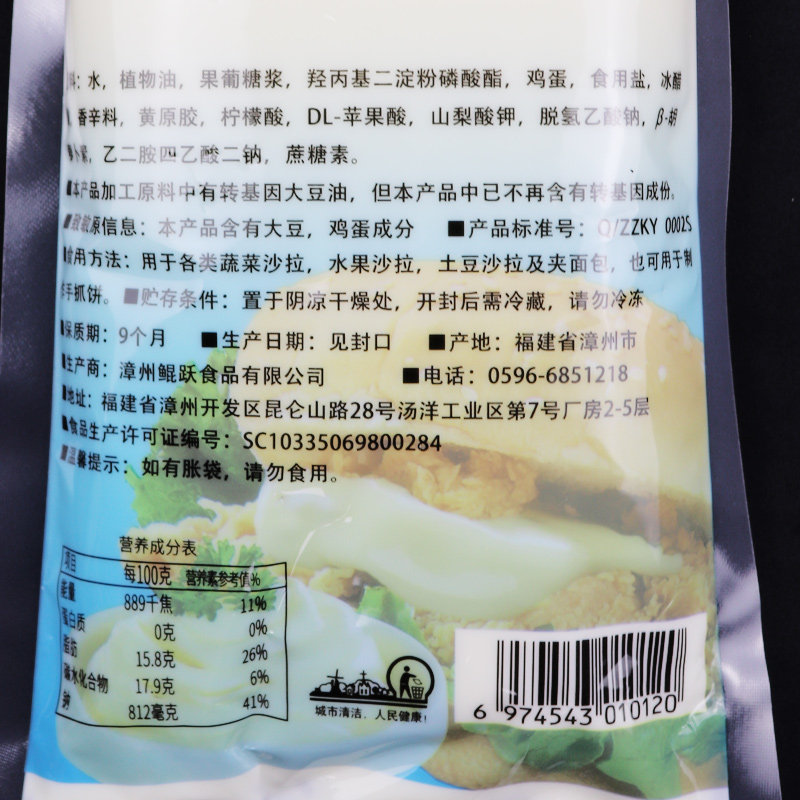 料：水，植物油，果葡糖浆，羟丙基二淀粉磷酸酯，鸡蛋，食用盐，冰醋
香辛料，黄原胶，柠檬酸，DL-苹果酸，山梨酸钾，脱氢乙酸钠，β-胡
卜素，乙二胺四乙酸二钠，蔗糖素。
■本产品加工原料中有转基因大豆油，但本产品中已不再含有转基因成份。
■致敏原信息：本产品含有大豆，鸡蛋成分 ■产品标准号：Q/ZZKY 0002S
■食用方法：用于各类蔬菜沙拉，水果沙拉，土豆沙拉及夹面包，也可用于制
手抓饼。■贮存条件：置于阴凉干燥处，开封后需冷藏，请勿冷冻
■保质期：9个月 ■生产日期：见封口 ■产地：福建省漳州市
■生产商：漳州鲲跃食品有限公司 ■电话：0596-6851218
■地址：福建省漳州开发区昆仑山路28号汤洋工业区第7号厂房2-5层
■食品生产许可证编号：SC10335069800284
■温馨提示：如有胀袋，请勿食用。
营养成分表
项目 每100克 营养素参考值%
能量 889千焦 11%
蛋白质 0克 0%
脂肪 15.8克 26%
碳水化合物 17.9克 6%
钠 812毫克 41%
城市清洁，人民健康！
6 974543 010120